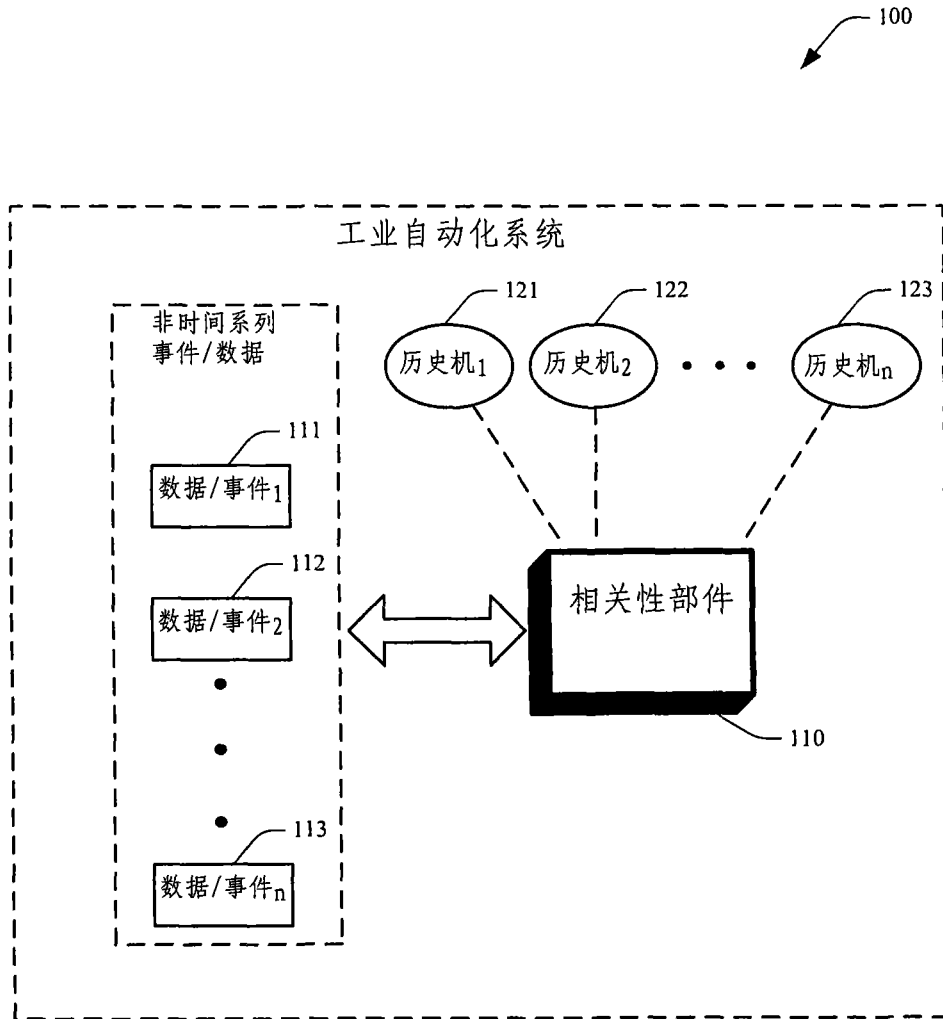 100
工业自动化系统
非时间系列
事件/数据
121
122
123
历史机1
历史机2
历史机n
111
数据/事件1
112
数据/事件2
相关性部件
110
113
数据/事件n